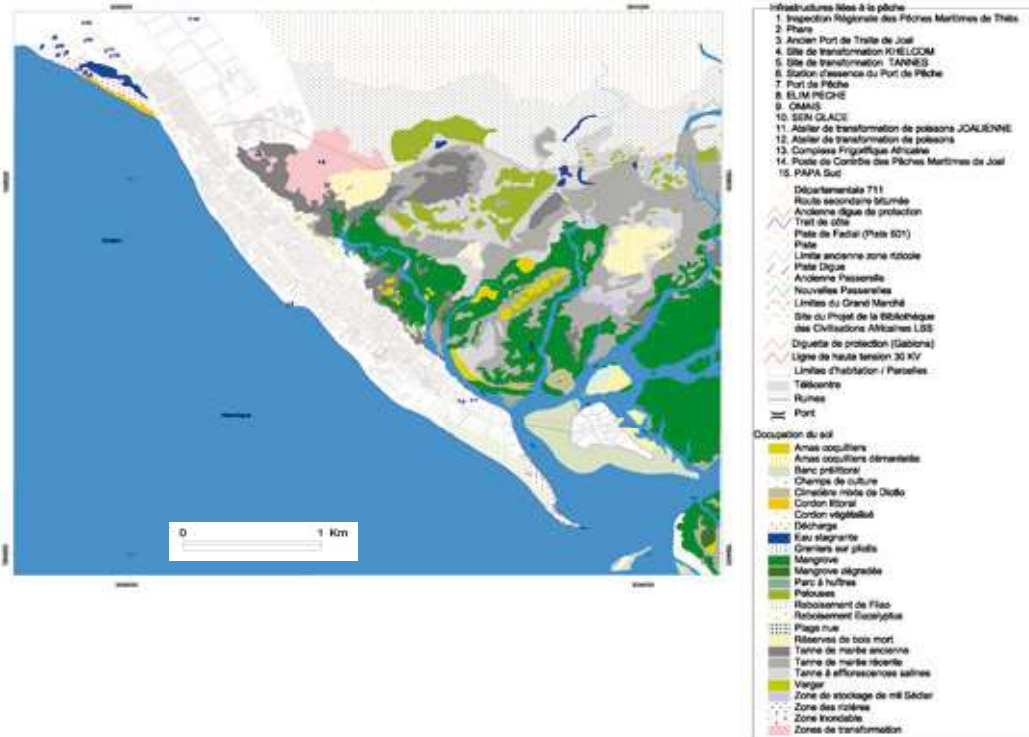 0 1 Km
Infrastructures liées à la pêche
1. Inspection Régionale des Pêches Maritimes de Thiès
2. Phare
3. Ancien Port de Traite de Joal
4. Site de transformation KHELCOM
5. Site de transformation TANNES
6. Station d'essence du Port de Pêche
7. Port de Pêche
8. ELIM PECHE
9. OMAIS
10. SEN GLACE
11. Atelier de transformation de poissons JOALIENNE
12. Atelier de transformation de poissons
13. Complexe Frigorifique Africaine
14. Poste de Contrôle des Pêches Maritimes de Joal
15. PAPA Sud
Départementale 711
Route secondaire bitumée
Ancienne digue de protection
Trait de côte
Piste de Fadial (Piste 601)
Piste
Limite ancienne zone rizicole
Piste Digue
Ancienne Passerelle
Nouvelles Passerelles
Limites du Grand Marché
Site du Projet de la Bibliothèque
des Civilisations Africaines LSS
Diguette de protection (Gabions)
Ligne de haute tension 30 KV
Limites d'habitation / Parcelles
Télécentre
Ruines
Pont
Occupation du sol
Amas coquilliers
Amas coquilliers démantelés
Banc prélittoral
Champs de culture
Cimetière mixte de Diotio
Cordon littoral
Cordon végétalisé
Décharge
Eau stagnante
Greniers sur pilotis
Mangrove
Mangrove dégradée
Parc à huîtres
Pelouses
Reboisement de Filao
Reboisement Eucalyptus
Plage nue
Réserves de bois mort
Tanne de marée ancienne
Tanne de marée récente
Tanne à efflorescences salines
Verger
Zone de stockage de mil Sédier
Zone des rizières
Zone Inondable
Zones de transformation